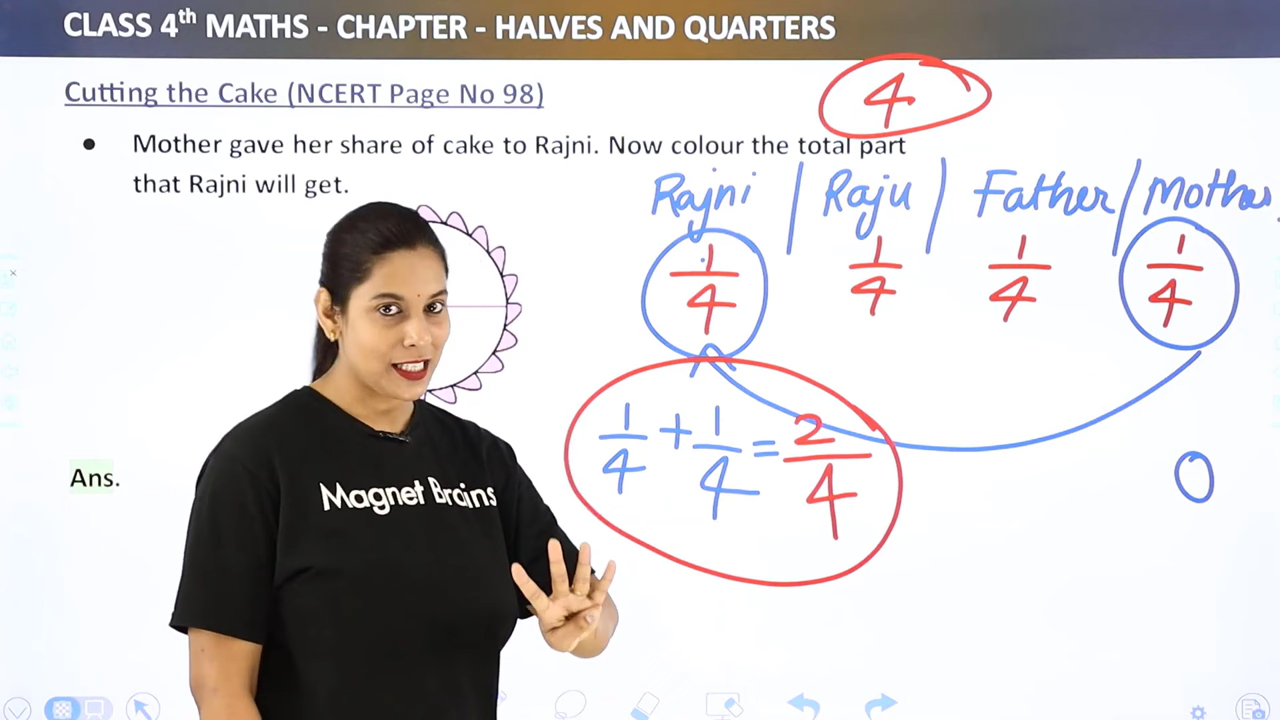 CLASS 4th MATHS - CHAPTER - HALVES AND QUARTERS
Cutting the Cake (NCERT Page No 98)
4
● Mother gave her share of cake to Rajni. Now colour the total part
that Rajni will get.
Rajni | Raju | Father | Mother
1/4 1/4 1/4 1/4
1/4 + 1/4 = 2/4
0
Ans.
Magnet Brains